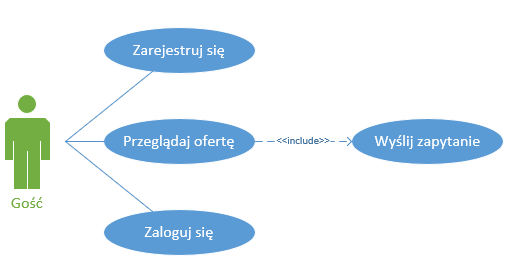 Zarejestruj się
Przeglądaj ofertę
<<include>>
Wyślij zapytanie
Gość
Zaloguj się